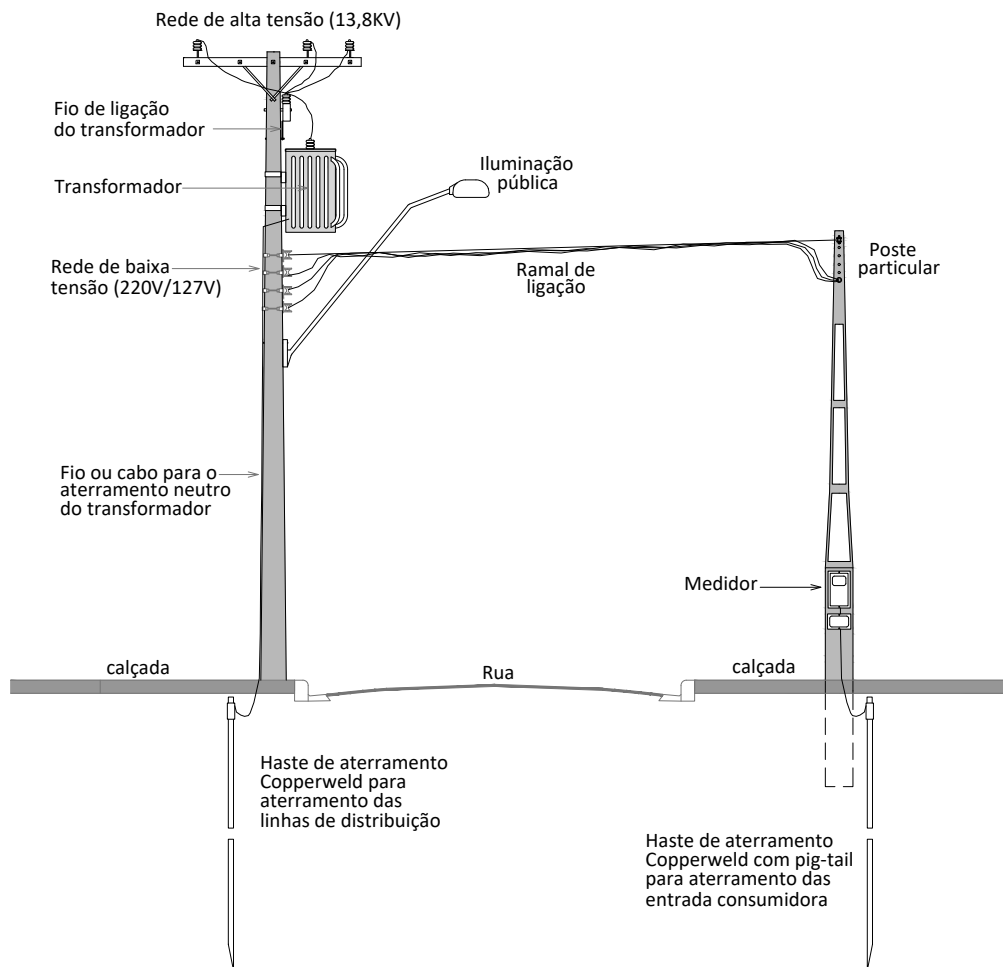 Rede de alta tensão (13,8KV)
Fio de ligação
do transformador
Transformador
Iluminação
pública
Rede de baixa
tensão (220V/127V)
Ramal de
ligação
Poste
particular
Fio ou cabo para o
aterramento neutro
do transformador
Medidor
calçada
Rua
calçada
Haste de aterramento
Copperweld para
aterramento das
linhas de distribuição
Haste de aterramento
Copperweld com pig-tail
para aterramento das
entrada consumidora